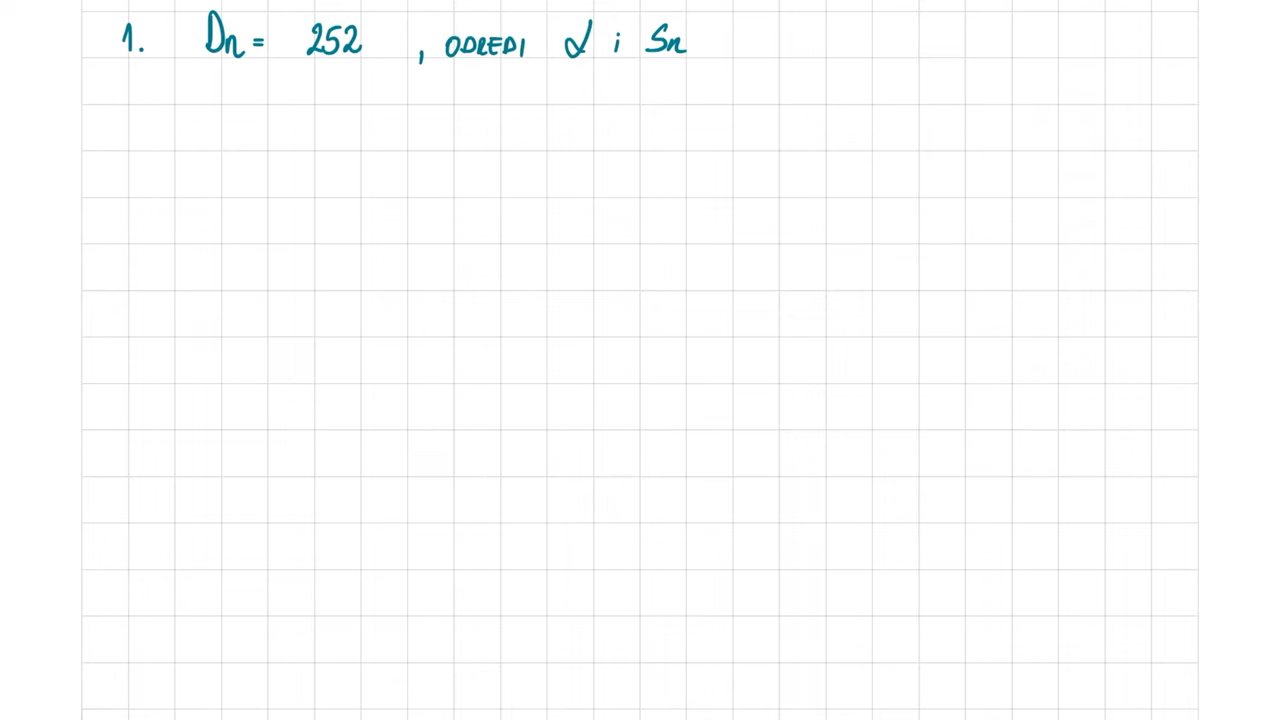 1. Dn = 252 , ODREDI α i Sn